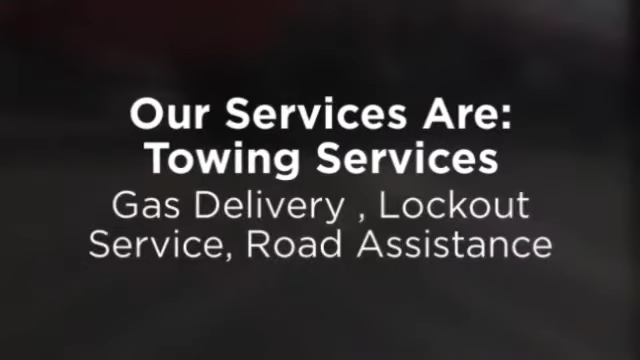 Our Services Are:
Towing Services
Gas Delivery , Lockout
Service, Road Assistance